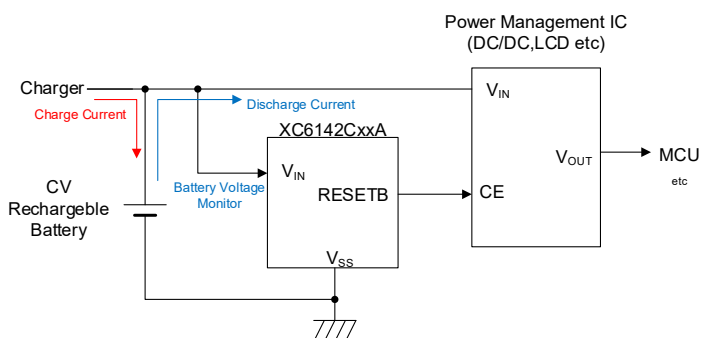 Power Management IC
(DC/DC,LCD etc)
Charger
Charge Current
Discharge Current
XC6142CxxA
VIN
VIN
VOUT
MCU
etc
CV
Rechargeble
Battery
Battery Voltage
Monitor
RESETB
CE
VSS